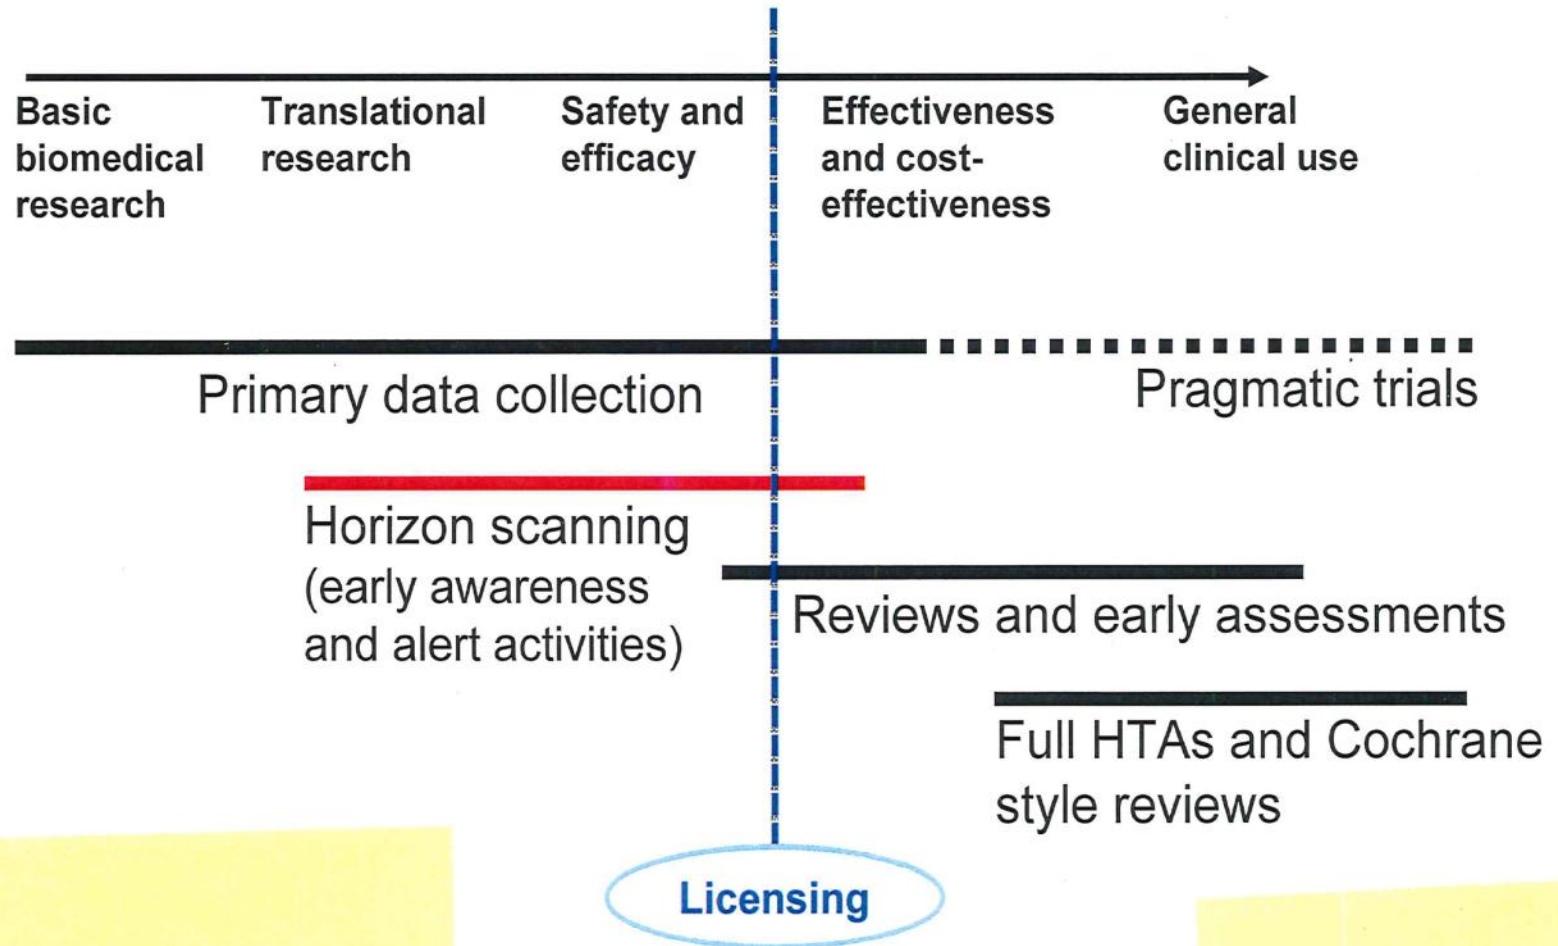 Basic
biomedical
research
Translational
research
Safety and
efficacy
Effectiveness
and cost-
effectiveness
General
clinical use
Primary data collection
Pragmatic trials
Horizon scanning
(early awareness
and alert activities)
Reviews and early assessments
Full HTAs and Cochrane
style reviews
Licensing